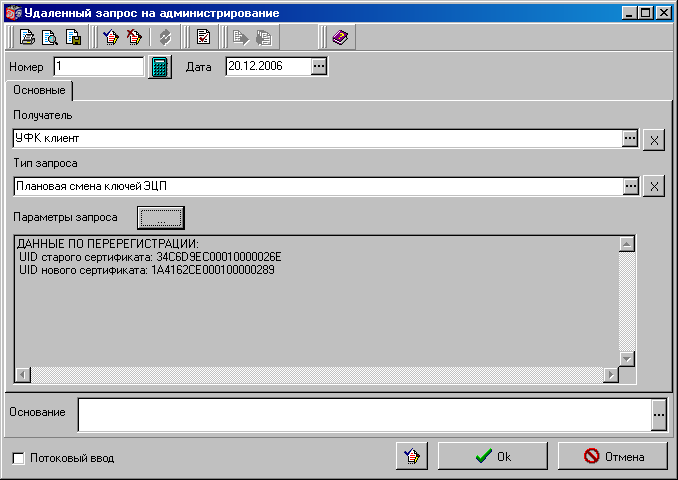 Удаленный запрос на администрирование
Номер 1 Дата 20.12.2006 ...
Основные
Получатель
УФК клиент ... X
Тип запроса
Плановая смена ключей ЭЦП ... X
Параметры запроса ...
ДАННЫЕ ПО ПЕРЕРЕГИСТРАЦИИ:
UID старого сертификата: 34C6D9EC00010000026E
UID нового сертификата: 1A4162CE000100000289
Основание ...
Потоковый ввод Ok Отмена